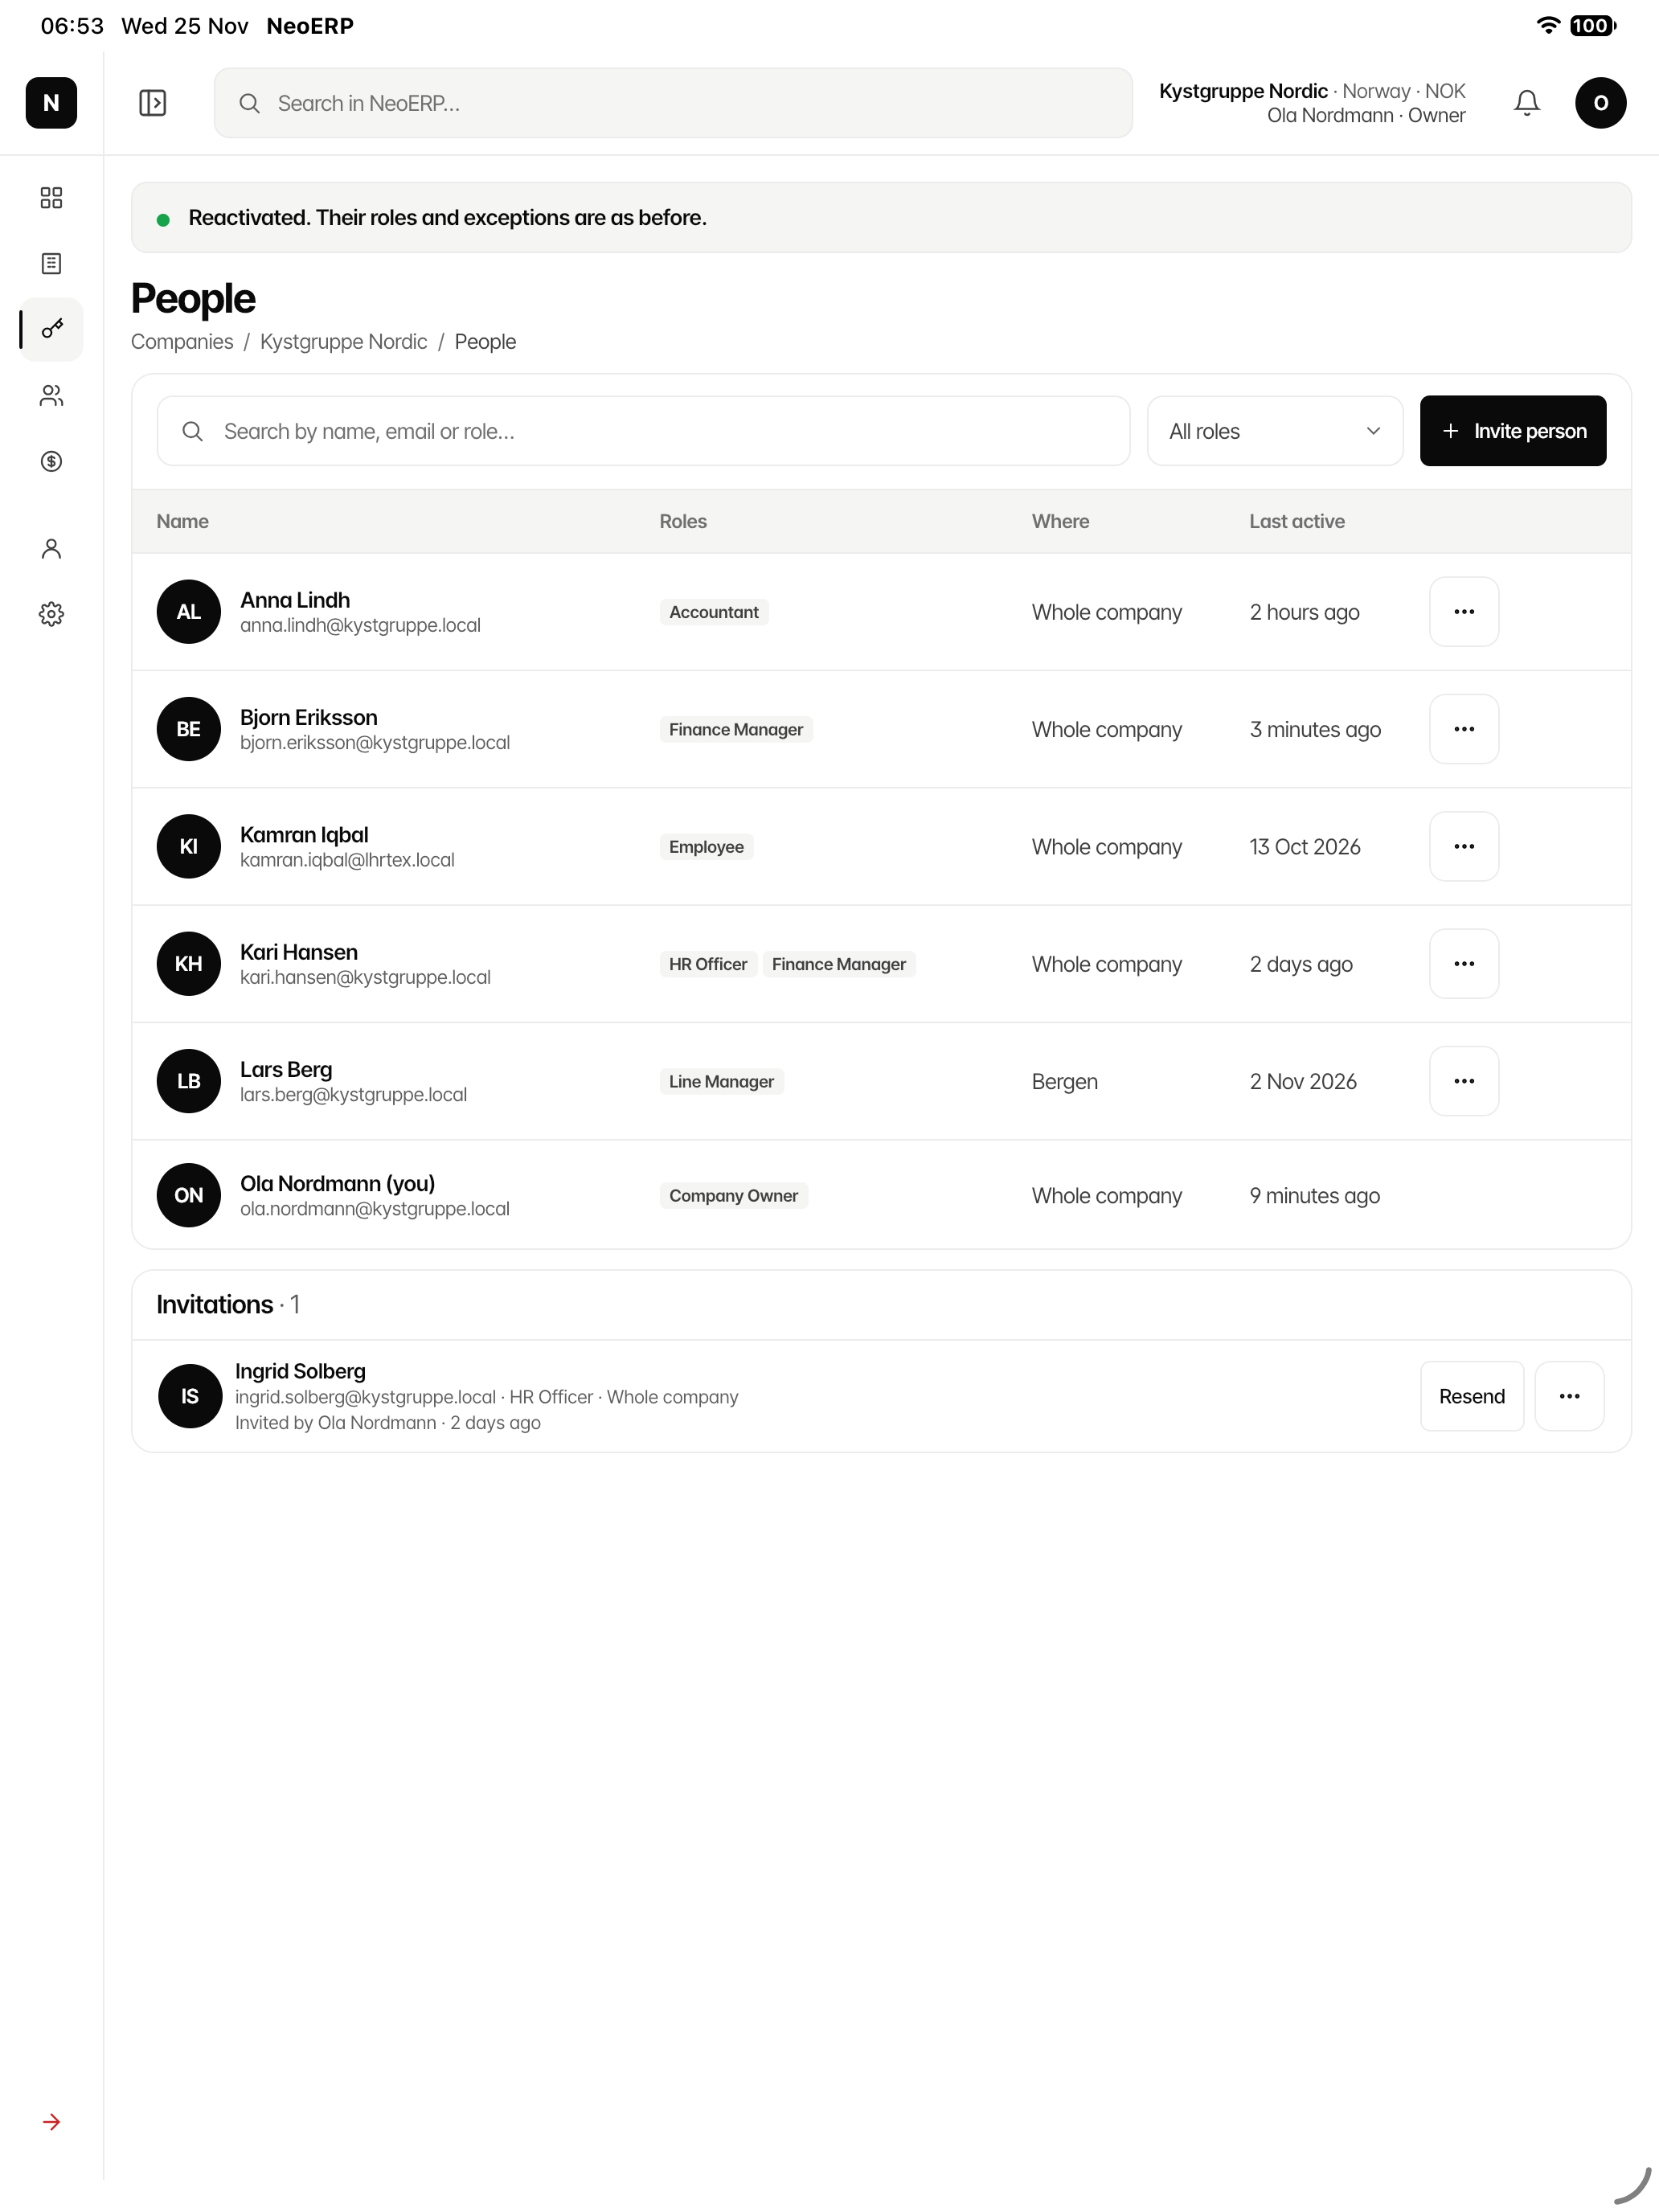 06:53 Wed 25 Nov NeoERP
100
N
Search in NeoERP...
Kystgruppe Nordic · Norway · NOK
Ola Nordmann · Owner
O
Reactivated. Their roles and exceptions are as before.
People
Companies / Kystgruppe Nordic / People
Search by name, email or role...
All roles
Invite person
Name Roles Where Last active
AL
Anna Lindh
anna.lindh@kystgruppe.local
Accountant
Whole company
2 hours ago
BE
Bjorn Eriksson
bjorn.eriksson@kystgruppe.local
Finance Manager
Whole company
3 minutes ago
KI
Kamran Iqbal
kamran.iqbal@lhrtex.local
Employee
Whole company
13 Oct 2026
KH
Kari Hansen
kari.hansen@kystgruppe.local
HR Officer Finance Manager
Whole company
2 days ago
LB
Lars Berg
lars.berg@kystgruppe.local
Line Manager
Bergen
2 Nov 2026
ON
Ola Nordmann (you)
ola.nordmann@kystgruppe.local
Company Owner
Whole company
9 minutes ago
Invitations · 1
IS
Ingrid Solberg
ingrid.solberg@kystgruppe.local · HR Officer · Whole company
Invited by Ola Nordmann · 2 days ago
Resend